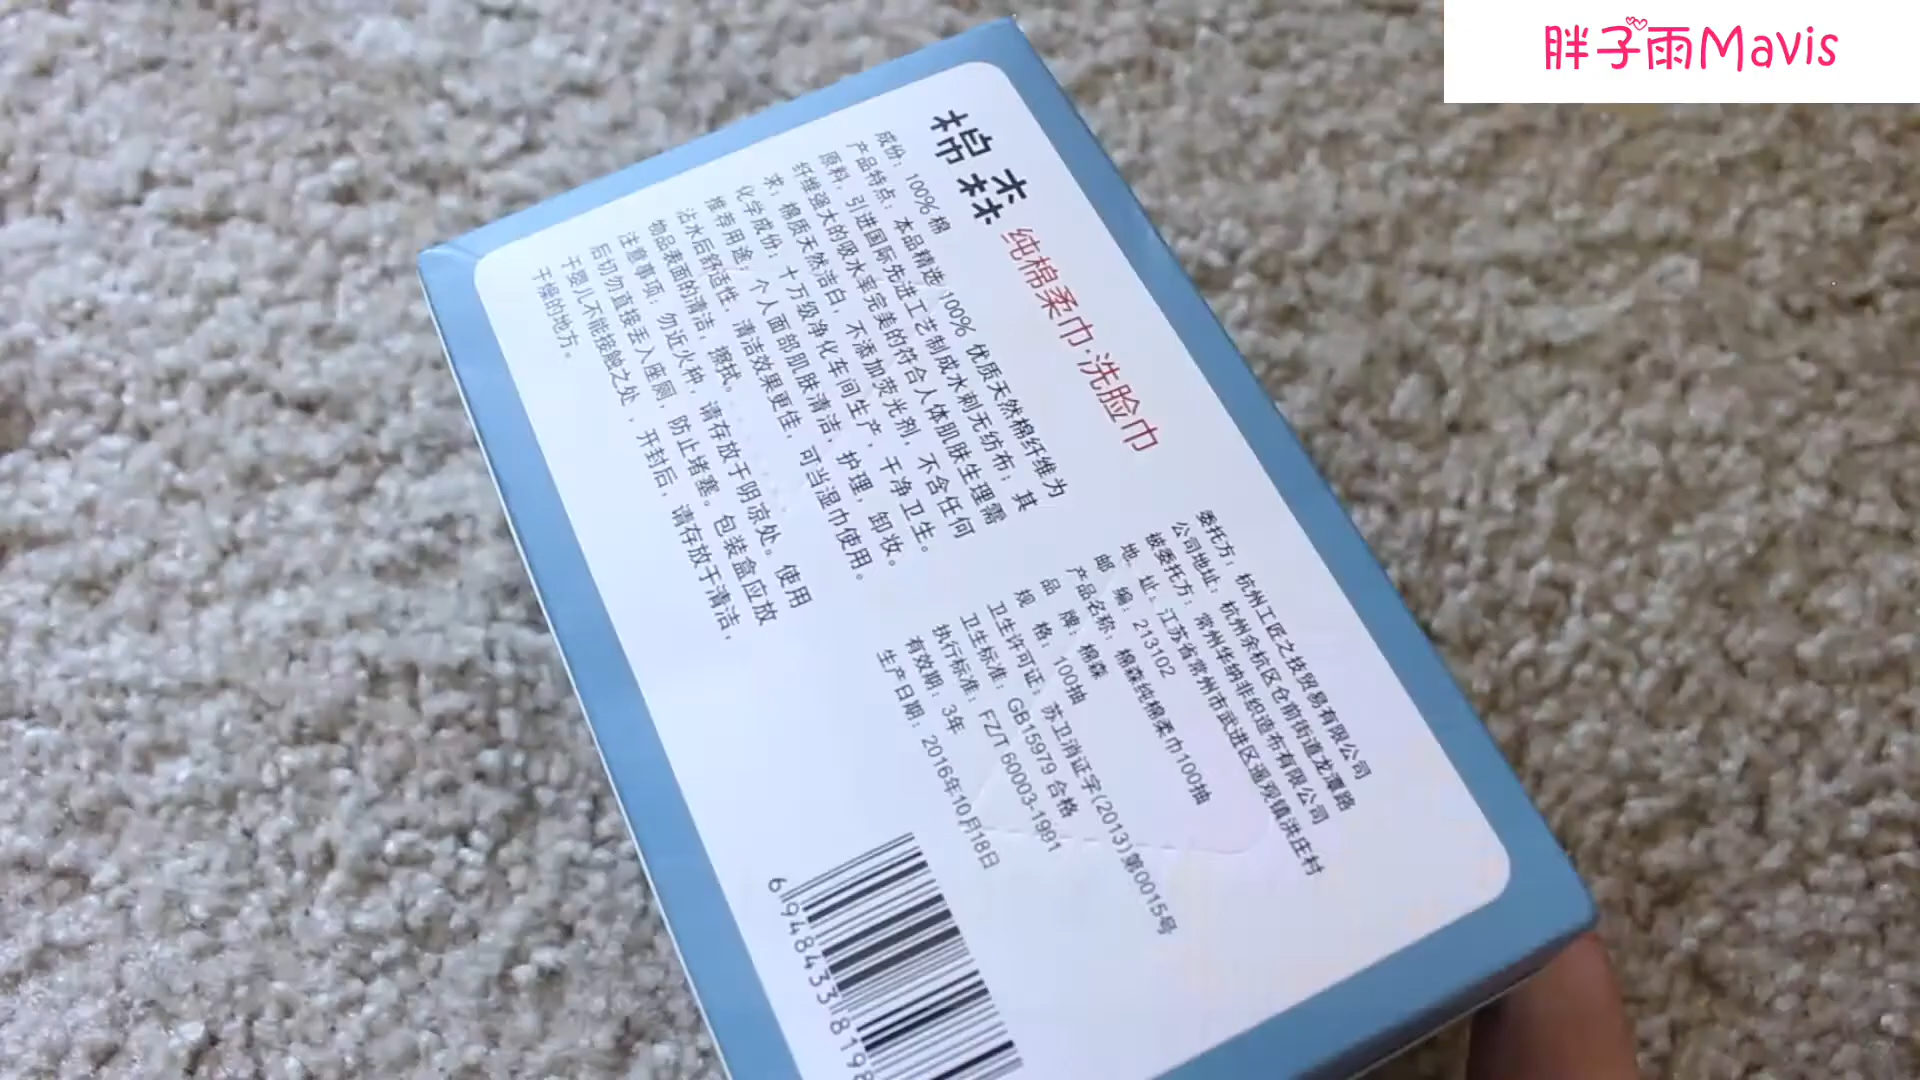 胖子雨Mavis
棉森 纯棉柔巾·洗脸巾
成份：100% 棉
产品特点：本品精选100% 优质天然棉纤维为
原料，引进国际先进工艺制成水刺无纺布；其
纤维强大的吸水率完美的符合人体肌肤生理需
求；棉质天然洁白，不添加荧光剂，不含任何
化学成份；十万级净化车间生产，干净卫生。
推荐用途：个人面部肌肤清洁，护理，卸妆。
沾水后舒适性，清洁效果更佳，可当湿巾使用。
物品表面的清洁，擦拭。
注意事项：勿近火种，请存放于阴凉处。使用
后切勿直接丢入座厕，防止堵塞。包装盒应放
于婴儿不能接触之处，开封后，请存放于清洁，
干燥的地方。
委托方：杭州工匠之技贸易有限公司
公司地址：杭州余杭区仓前街道龙潭路
被委托方：常州华纳非织造布有限公司
地 址：江苏省常州市武进区遥观镇洪庄村
邮 编：213102
产品名称：棉森纯棉柔巾100抽
品 牌：棉森
规 格：100抽
卫生许可证：苏卫消证字(2013)第0015号
卫生标准：GB15979 合格
执行标准：FZ/T 60003-1991
有效期：3年
生产日期：2016年10月18日
6 948433 8198